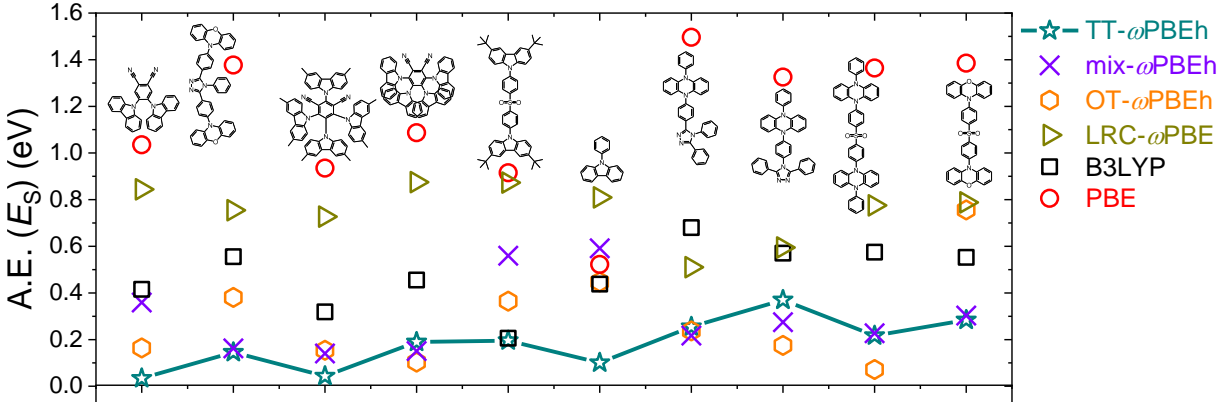 A.E. (E_S) (eV)
1.6
1.4
1.2
1.0
0.8
0.6
0.4
0.2
0.0
TT-ωPBEh
mix-ωPBEh
OT-ωPBEh
LRC-ωPBE
B3LYP
PBE